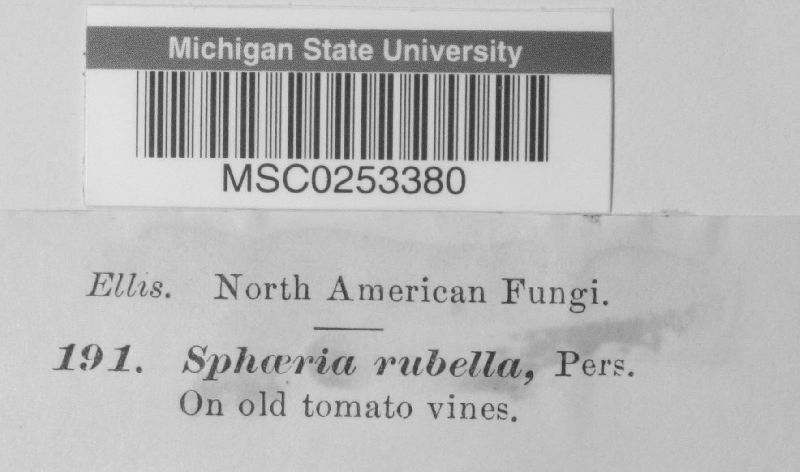 Michigan State University
MSC0253380
Ellis. North American Fungi.
191. Sphæria rubella, Pers.
On old tomato vines.